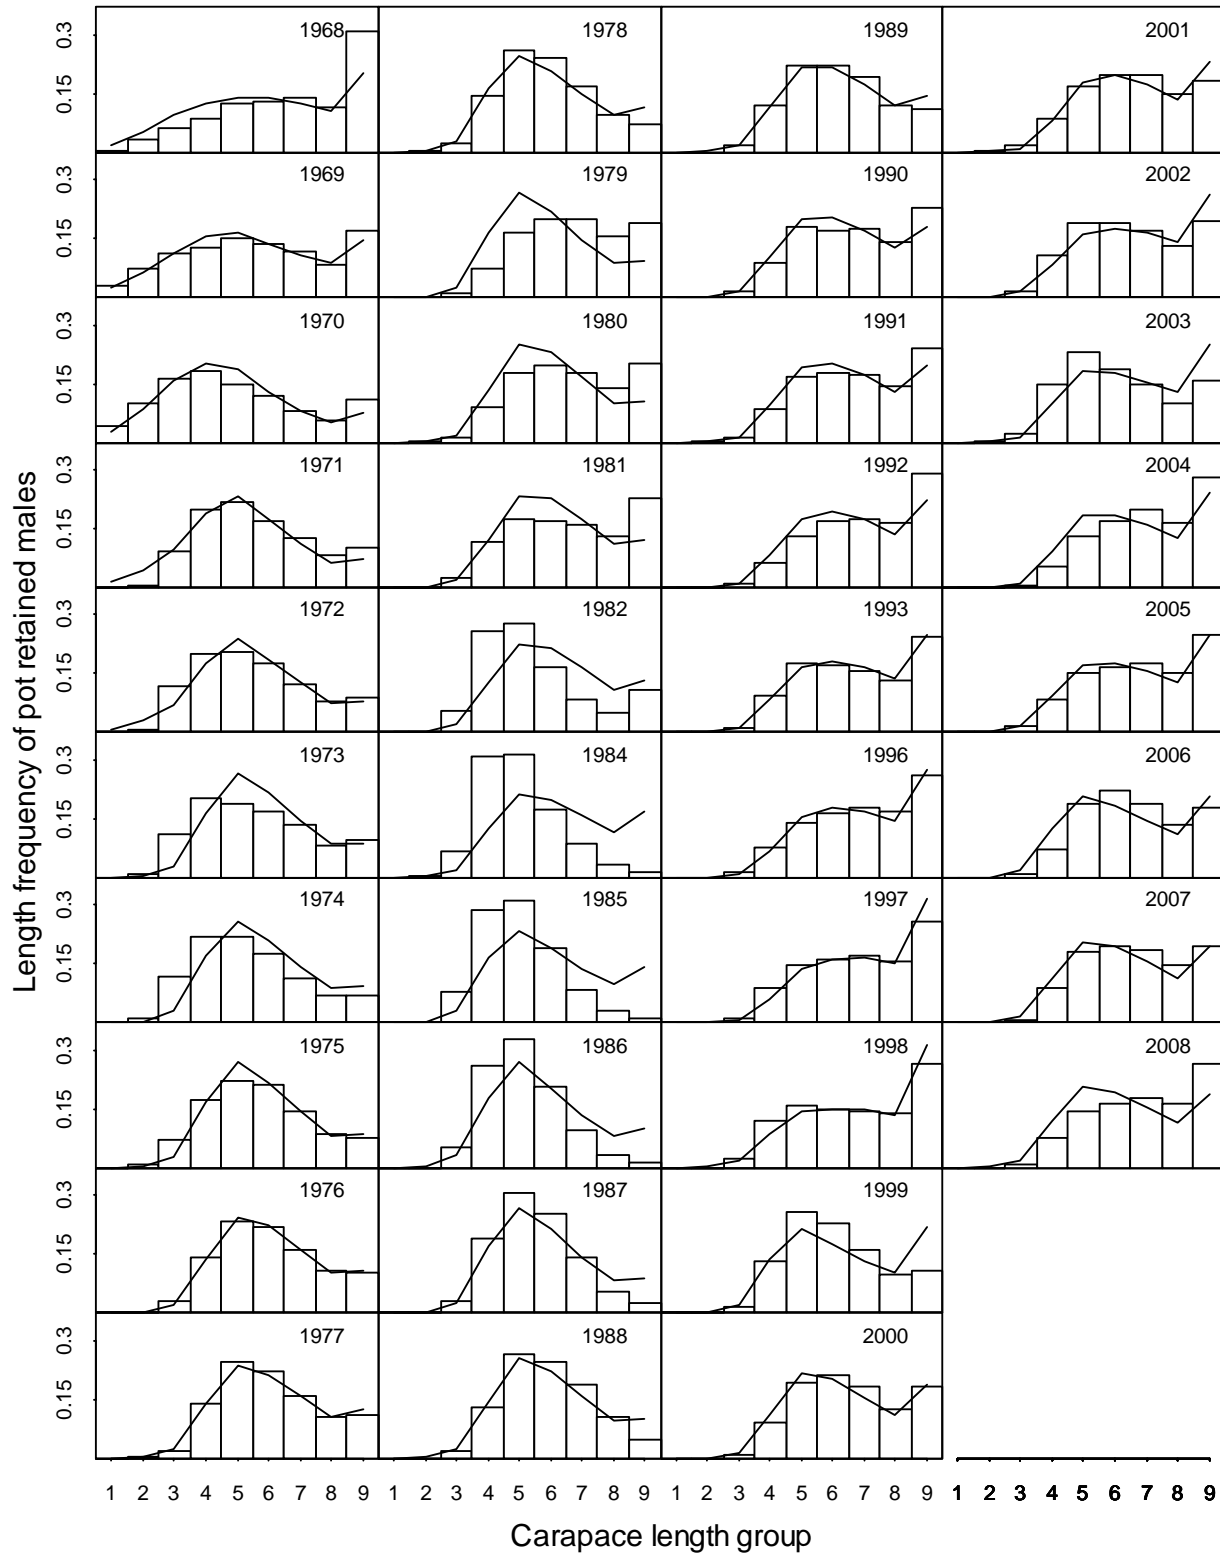 Length frequency of pot retained males
0.3 1968 1978 1989 2001
0.15
0.3 1969 1979 1990 2002
0.15
0.3 1970 1980 1991 2003
0.15
0.3 1971 1981 1992 2004
0.15
0.3 1972 1982 1993 2005
0.15
0.3 1973 1984 1996 2006
0.15
0.3 1974 1985 1997 2007
0.15
0.3 1975 1986 1998 2008
0.15
0.3 1976 1987 1999
0.15
0.3 1977 1988 2000
0.15
1 2 3 4 5 6 7 8 9 1 2 3 4 5 6 7 8 9 1 2 3 4 5 6 7 8 9 1 2 3 4 5 6 7 8 9
Carapace length group